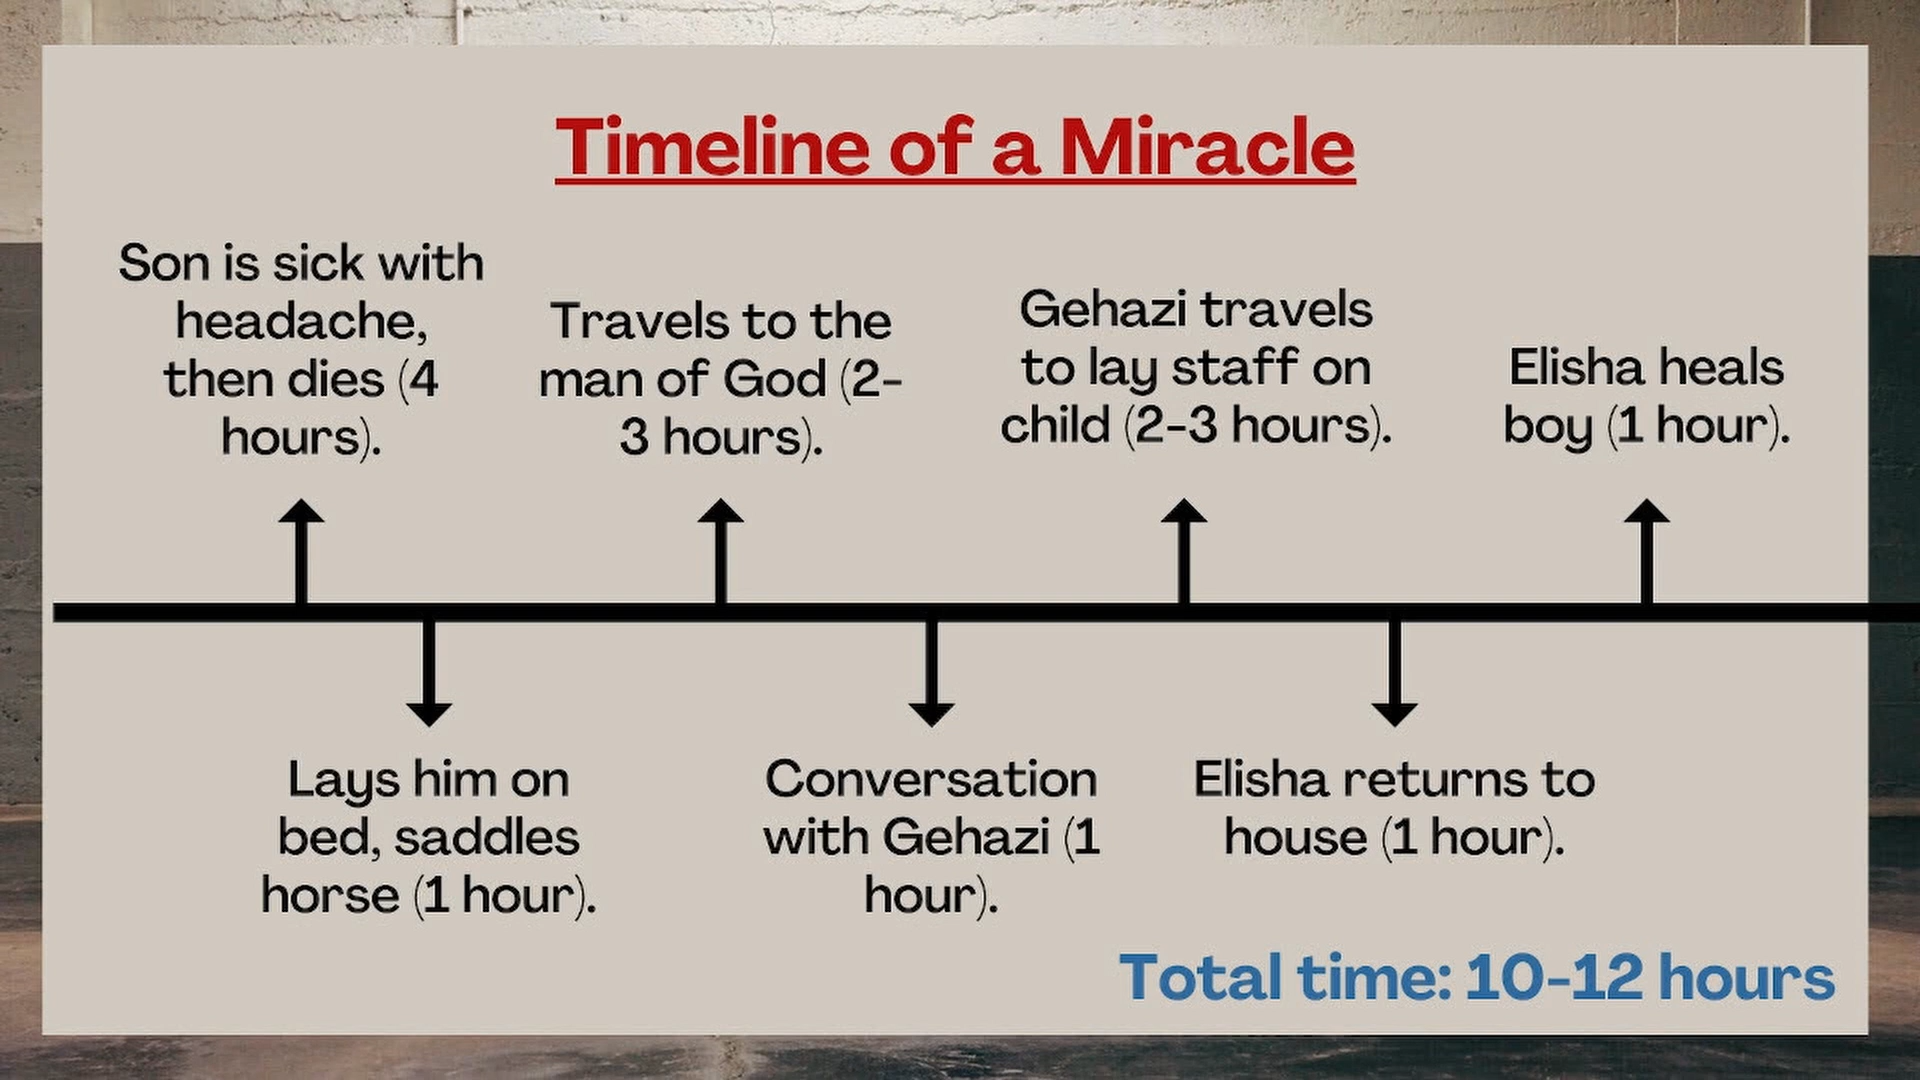 Timeline of a Miracle
Son is sick with
headache,
then dies (4
hours).
Lays him on
bed, saddles
horse (1 hour).
Travels to the
man of God (2-
3 hours).
Conversation
with Gehazi (1
hour).
Gehazi travels
to lay staff on
child (2-3 hours).
Elisha returns to
house (1 hour).
Elisha heals
boy (1 hour).
Total time: 10-12 hours